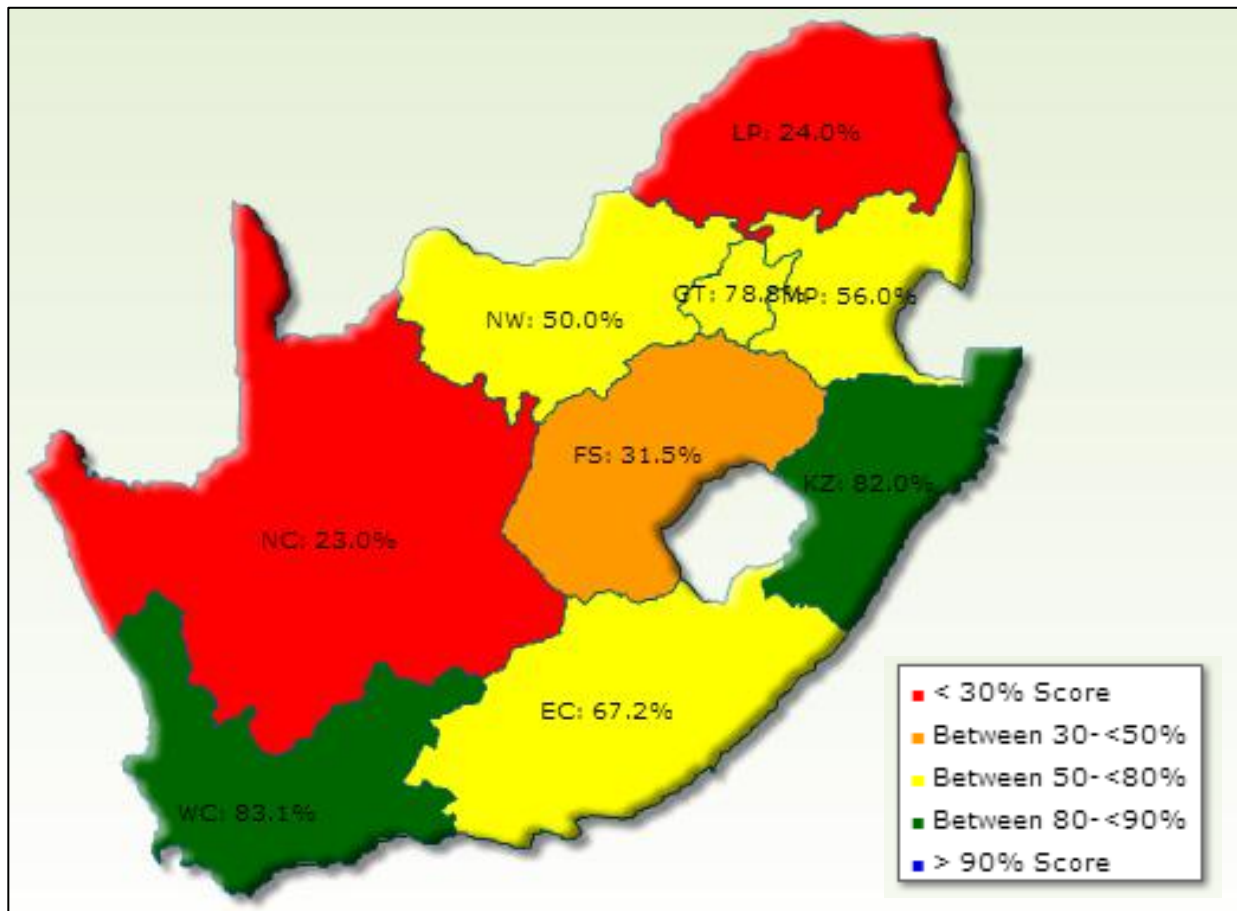 LP: 24.0%
GT: 78.8%
MP: 56.0%
NW: 50.0%
FS: 31.5%
KZ: 82.0%
NC: 23.0%
EC: 67.2%
WC: 83.1%
< 30% Score
Between 30-<50%
Between 50-<80%
Between 80-<90%
> 90% Score